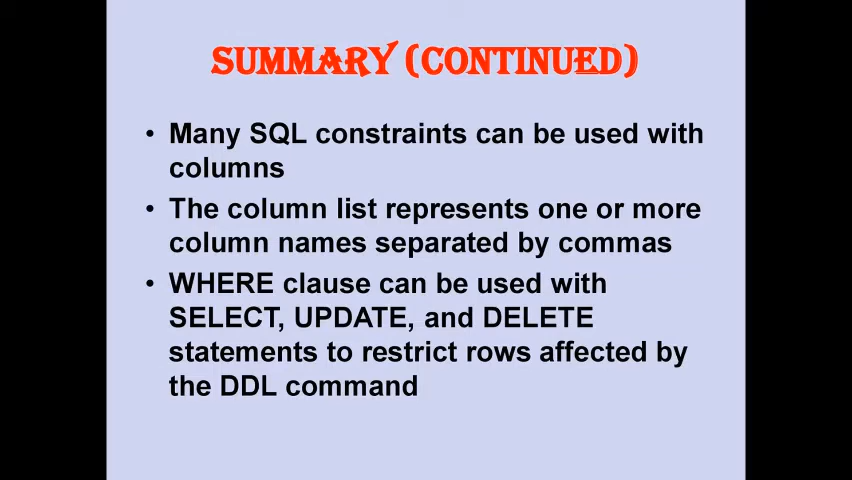 SUMMARY (CONTINUED)
• Many SQL constraints can be used with
columns
• The column list represents one or more
column names separated by commas
• WHERE clause can be used with
SELECT, UPDATE, and DELETE
statements to restrict rows affected by
the DDL command